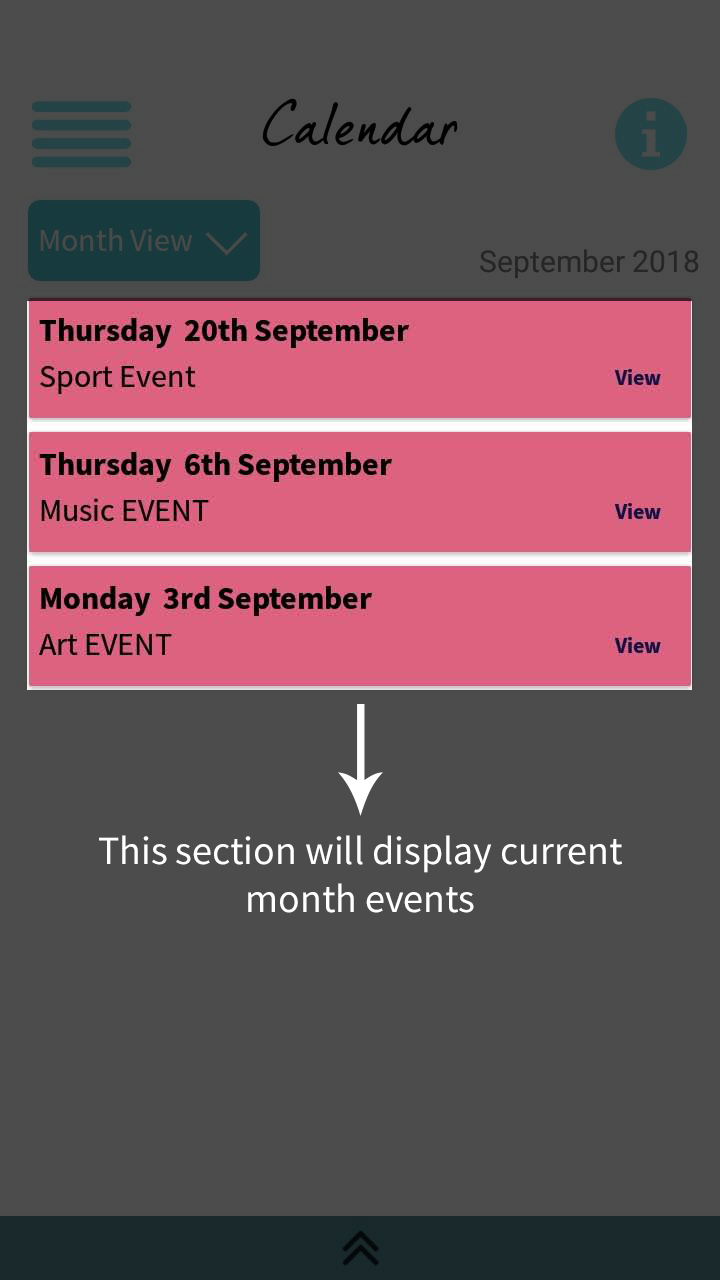 Calendar
Month View
September 2018
Thursday 20th September
Sport Event
View
Thursday 6th September
Music EVENT
View
Monday 3rd September
Art EVENT
View
This section will display current
month events